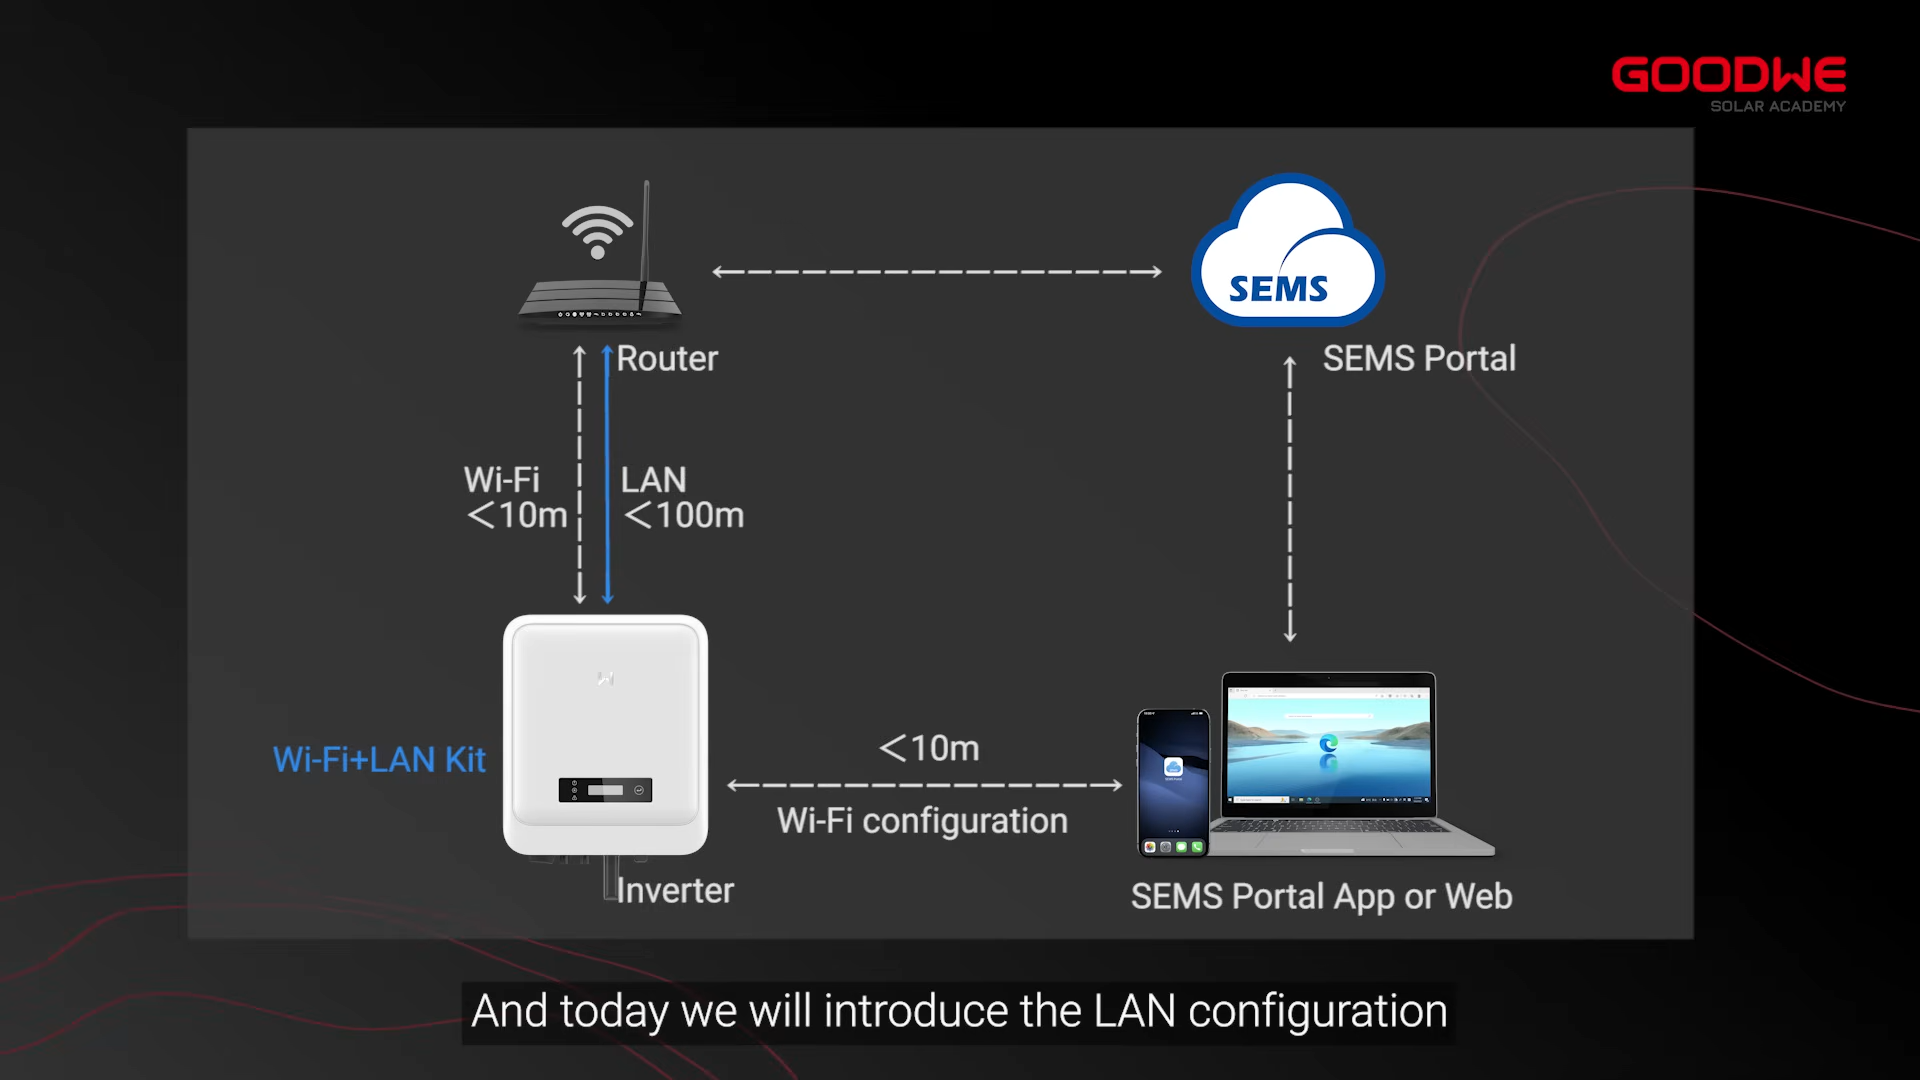 GOODWE
SOLAR ACADEMY
SEMS
Router
SEMS Portal
Wi-Fi
<10m
LAN
<100m
Wi-Fi+LAN Kit
<10m
Wi-Fi configuration
Inverter
SEMS Portal App or Web
And today we will introduce the LAN configuration